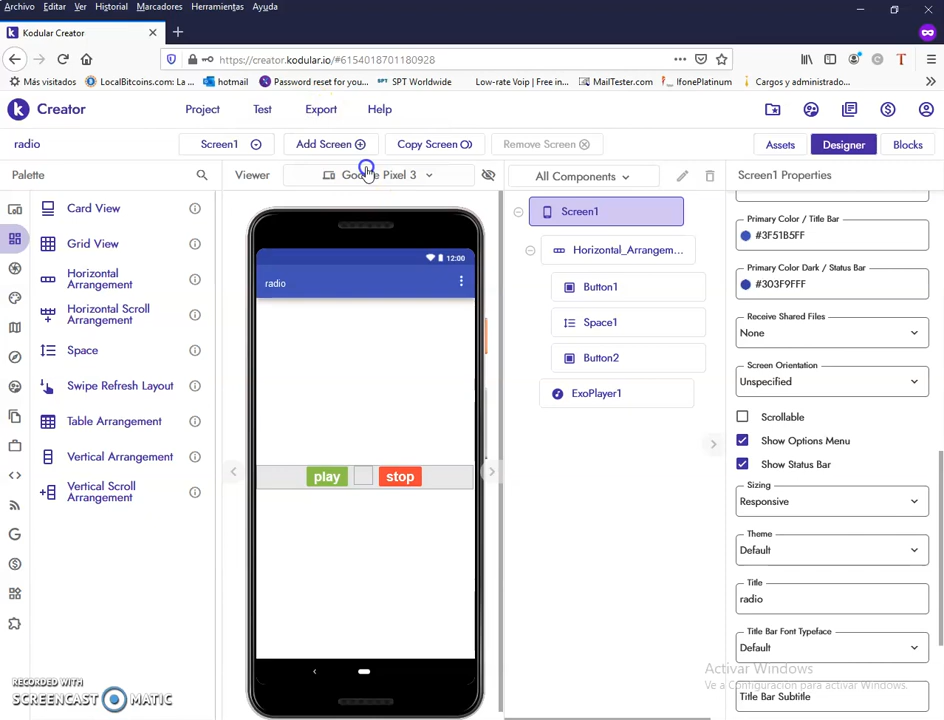 Archivo Editar Ver Historial Marcadores Herramientas Ayuda
Kodular Creator
https://creator.kodular.io/#6154018701180928
Más visitados LocalBitcoins.com: La ... hotmail Password reset for you... SPT Worldwide Low-rate Voip | Free in... MailTester.com IfonePlatinum Cargos y administrado...
Creator Project Test Export Help
radio Screen1 Add Screen Copy Screen Remove Screen Assets Designer Blocks
Palette Viewer Google Pixel 3 All Components Screen1 Properties
Card View
Grid View
Horizontal
Arrangement
Horizontal Scroll
Arrangement
Space
Swipe Refresh Layout
Table Arrangement
Vertical Arrangement
Vertical Scroll
Arrangement
12:00
radio
play stop
Screen1
Horizontal_Arrangem...
Button1
Space1
Button2
ExoPlayer1
Primary Color / Title Bar
#3F51B5FF
Primary Color Dark / Status Bar
#303F9FFF
Receive Shared Files
None
Screen Orientation
Unspecified
Scrollable
Show Options Menu
Show Status Bar
Sizing
Responsive
Theme
Default
Title
radio
Title Bar Font Typeface
Default
Title Bar Subtitle
Activar Windows
Ve a Configuración para activar Windows.
RECORDED WITH
SCREENCAST MATIC